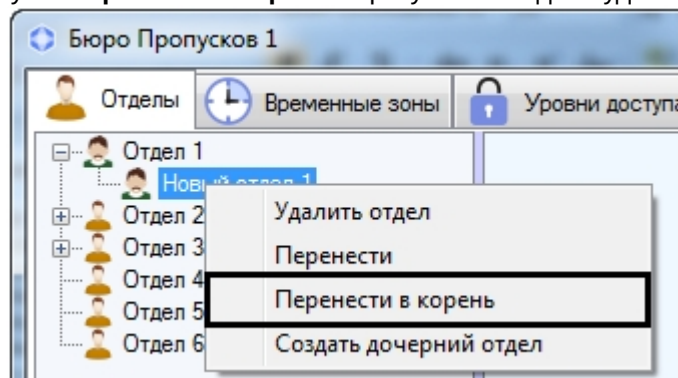 Бюро Пропусков 1
Отделы Временные зоны Уровни доступа
Отдел 1
Новый отдел 1
Отдел 2
Удалить отдел
Отдел 3
Перенести
Отдел 4
Перенести в корень
Отдел 5
Отдел 6
Создать дочерний отдел